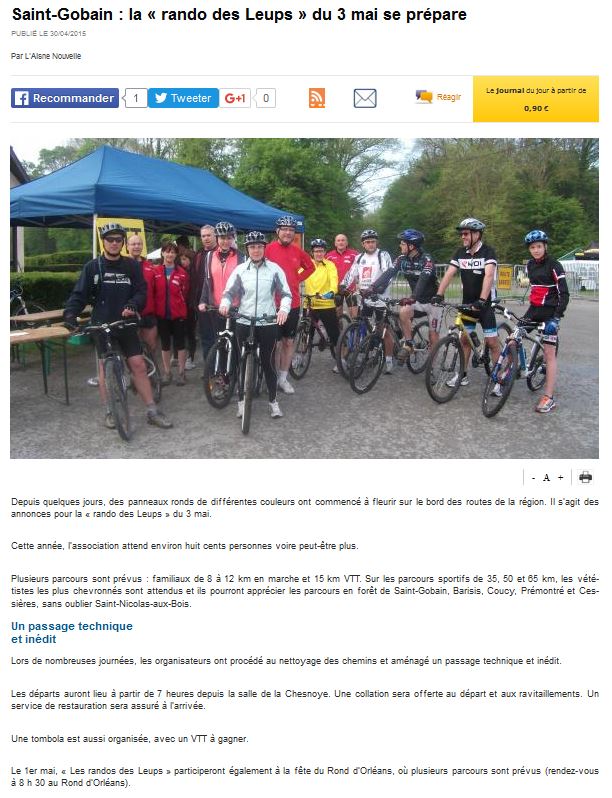 Saint-Gobain : la « rando des Leups » du 3 mai se prépare
PUBLIÉ LE 30/04/2015
Par L'Aisne Nouvelle
Recommander 1 Tweeter G+1 0 Réagir
Le Journal du jour à partir de
0,90 €
- A +
Depuis quelques jours, des panneaux ronds de différentes couleurs ont commencé à fleurir sur le bord des routes de la région. Il s'agit des
annonces pour la « rando des Leups » du 3 mai.
Cette année, l'association attend environ huit cents personnes voire peut-être plus.
Plusieurs parcours sont prévus : familiaux de 8 à 12 km en marche et 15 km VTT. Sur les parcours sportifs de 35, 50 et 65 km, les vété-
tistes les plus chevronnés sont attendus et ils pourront apprécier les parcours en forêt de Saint-Gobain, Barisis, Coucy, Prémontré et Ces-
sières, sans oublier Saint-Nicolas-aux-Bois.
Un passage technique
et inédit
Lors de nombreuses journées, les organisateurs ont procédé au nettoyage des chemins et aménagé un passage technique et inédit.
Les départs auront lieu à partir de 7 heures depuis la salle de la Chesnoye. Une collation sera offerte au départ et aux ravitaillements. Un
service de restauration sera assuré à l'arrivée.
Une tombola est aussi organisée, avec un VTT à gagner.
Le 1er mai, « Les randos des Leups » participeront également à la fête du Rond d'Orléans, où plusieurs parcours sont prévus (rendez-vous
à 8 h 30 au Rond d'Orléans).